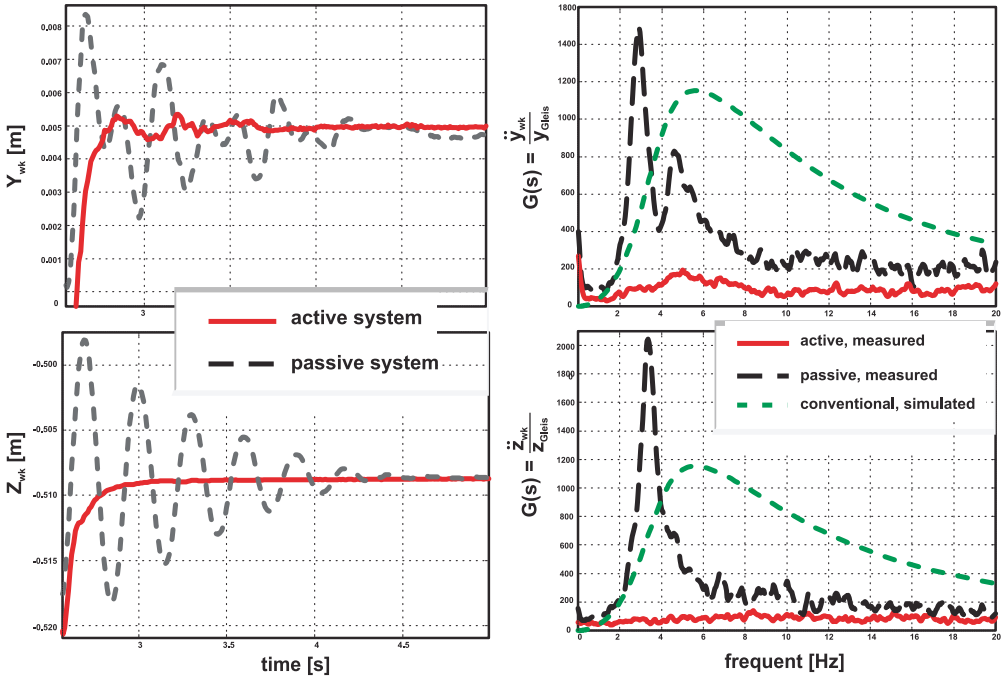 0.008
0.007
0.006
0.005
0.004
0.003
0.002
0.001
0
Y wk [m]
3
active system
passive system
-0.500
-0.505
-0.510
-0.515
-0.520
Z wk [m]
3 3.5 4 4.5
time [s]
1800
1400
1200
1000
800
600
400
200
0
G(s) = ÿ wk / y Gleis
0 2 4 6 8 10 12 14 16 18 20
active, measured
passive, measured
conventional, simulated
2000
1800
1600
1400
1200
1000
800
600
400
200
0
G(s) = z̈ wk / z Gleis
0 2 4 6 8 10 12 14 16 18 20
frequent [Hz]